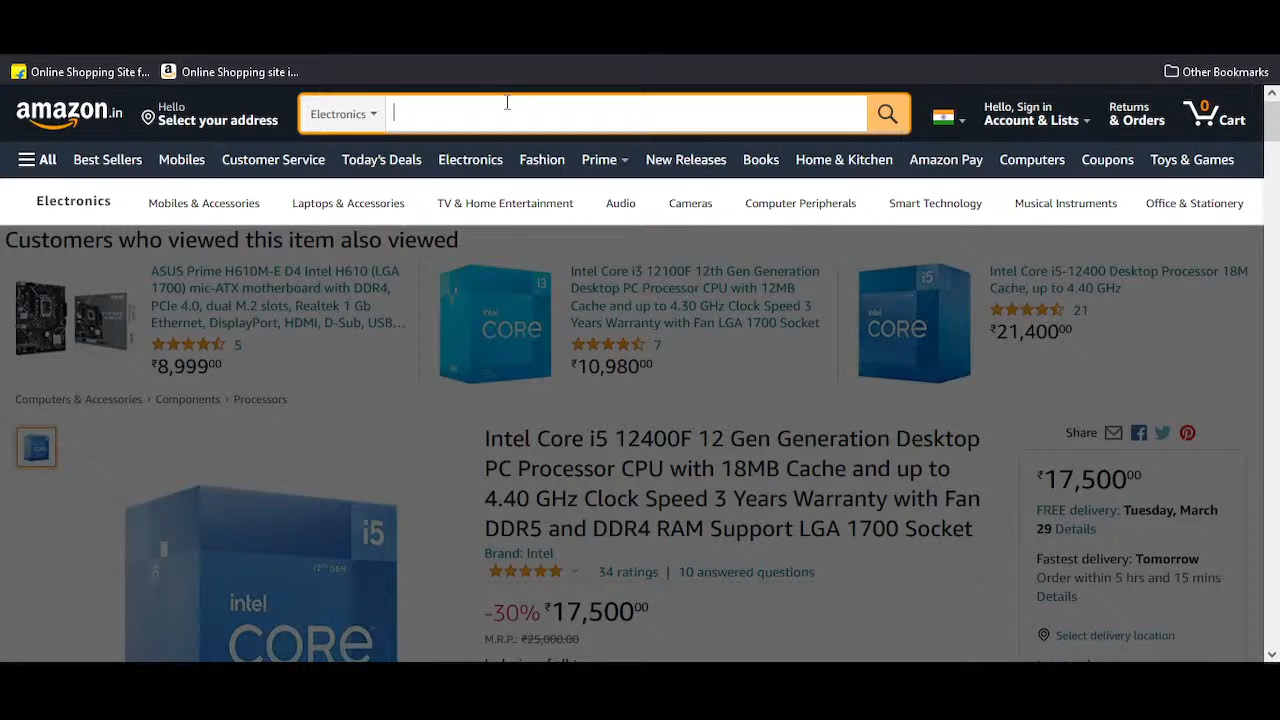 Online Shopping Site f...
Online Shopping site i...
Other Bookmarks
amazon.in
Hello
Select your address
Electronics
Hello, Sign in
Account & Lists
Returns
& Orders
0
Cart
All
Best Sellers
Mobiles
Customer Service
Today's Deals
Electronics
Fashion
Prime
New Releases
Books
Home & Kitchen
Amazon Pay
Computers
Coupons
Toys & Games
Electronics
Mobiles & Accessories
Laptops & Accessories
TV & Home Entertainment
Audio
Cameras
Computer Peripherals
Smart Technology
Musical Instruments
Office & Stationery
Customers who viewed this item also viewed
ASUS Prime H610M-E D4 Intel H610 (LGA
1700) mic-ATX motherboard with DDR4,
PCIe 4.0, dual M.2 slots, Realtek 1 Gb
Ethernet, DisplayPort, HDMI, D-Sub, USB...
5
₹8,99900
i3
intel
CORE
Intel Core i3 12100F 12th Gen Generation
Desktop PC Processor CPU with 12MB
Cache and up to 4.30 GHz Clock Speed 3
Years Warranty with Fan LGA 1700 Socket
7
₹10,98000
i5
intel
CORE
Intel Core i5-12400 Desktop Processor 18M
Cache, up to 4.40 GHz
21
₹21,40000
Computers & Accessories › Components › Processors
i5
12TH GEN
intel
CORE
Intel Core i5 12400F 12 Gen Generation Desktop
PC Processor CPU with 18MB Cache and up to
4.40 GHz Clock Speed 3 Years Warranty with Fan
DDR5 and DDR4 RAM Support LGA 1700 Socket
Brand: Intel
34 ratings | 10 answered questions
-30% ₹17,50000
M.R.P.: ₹25,000.00
Share
₹17,50000
FREE delivery: Tuesday, March
29 Details
Fastest delivery: Tomorrow
Order within 5 hrs and 15 mins
Details
Select delivery location